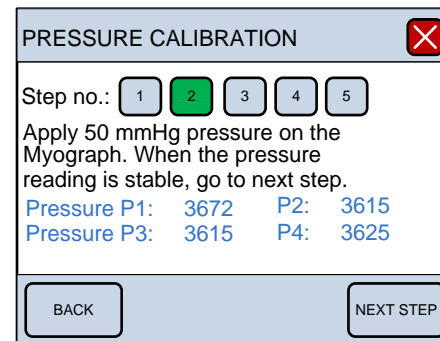 PRESSURE CALIBRATION
Step no.: 1 2 3 4 5
Apply 50 mmHg pressure on the
Myograph. When the pressure
reading is stable, go to next step.
Pressure P1: 3672 P2: 3615
Pressure P3: 3615 P4: 3625
BACK NEXT STEP